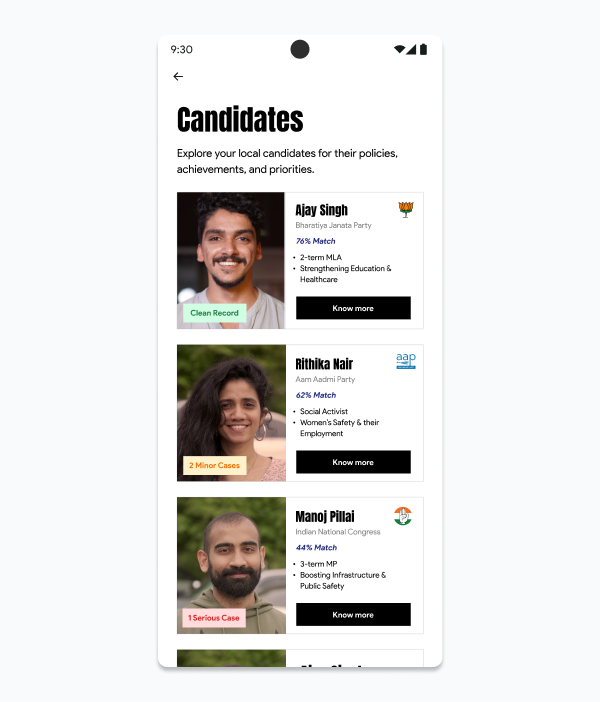 9:30
Candidates
Explore your local candidates for their policies,
achievements, and priorities.
Ajay Singh
Bharatiya Janata Party
76% Match
• 2-term MLA
• Strengthening Education &
Healthcare
Clean Record
Know more
Rithika Nair
aap
Aam Aadmi Party
62% Match
• Social Activist
• Women's Safety & their
Employment
2 Minor Cases
Know more
Manoj Pillai
Indian National Congress
44% Match
• 3-term MP
• Boosting Infrastructure &
Public Safety
1 Serious Case
Know more